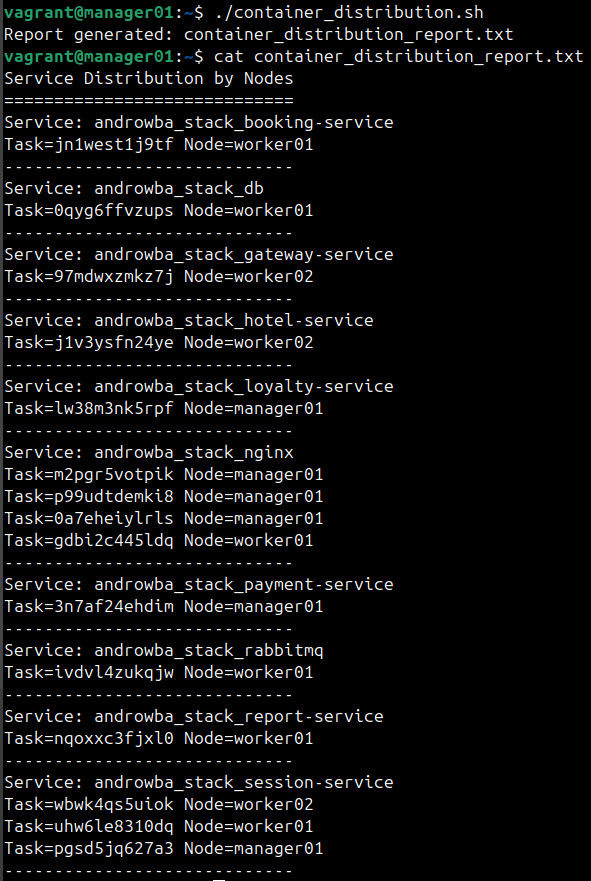 vagrant@manager01:~$ ./container_distribution.sh
Report generated: container_distribution_report.txt
vagrant@manager01:~$ cat container_distribution_report.txt
Service Distribution by Nodes
=============================
Service: androwba_stack_booking-service
Task=jn1west1j9tf Node=worker01
-----------------------------
Service: androwba_stack_db
Task=0qyg6ffvzups Node=worker01
-----------------------------
Service: androwba_stack_gateway-service
Task=97mdwxzmkz7j Node=worker02
-----------------------------
Service: androwba_stack_hotel-service
Task=j1v3ysfn24ye Node=worker02
-----------------------------
Service: androwba_stack_loyalty-service
Task=lw38m3nk5rpf Node=manager01
-----------------------------
Service: androwba_stack_nginx
Task=m2pgr5votpik Node=manager01
Task=p99udtdemki8 Node=manager01
Task=0a7eheiylrls Node=manager01
Task=gdbi2c445ldq Node=worker01
-----------------------------
Service: androwba_stack_payment-service
Task=3n7af24ehdim Node=manager01
-----------------------------
Service: androwba_stack_rabbitmq
Task=ivdvl4zukqjw Node=worker01
-----------------------------
Service: androwba_stack_report-service
Task=nqoxxc3fjxl0 Node=worker01
-----------------------------
Service: androwba_stack_session-service
Task=wbwk4qs5uiok Node=worker02
Task=uhw6le8310dq Node=worker01
Task=pgsd5jq627a3 Node=manager01
-----------------------------